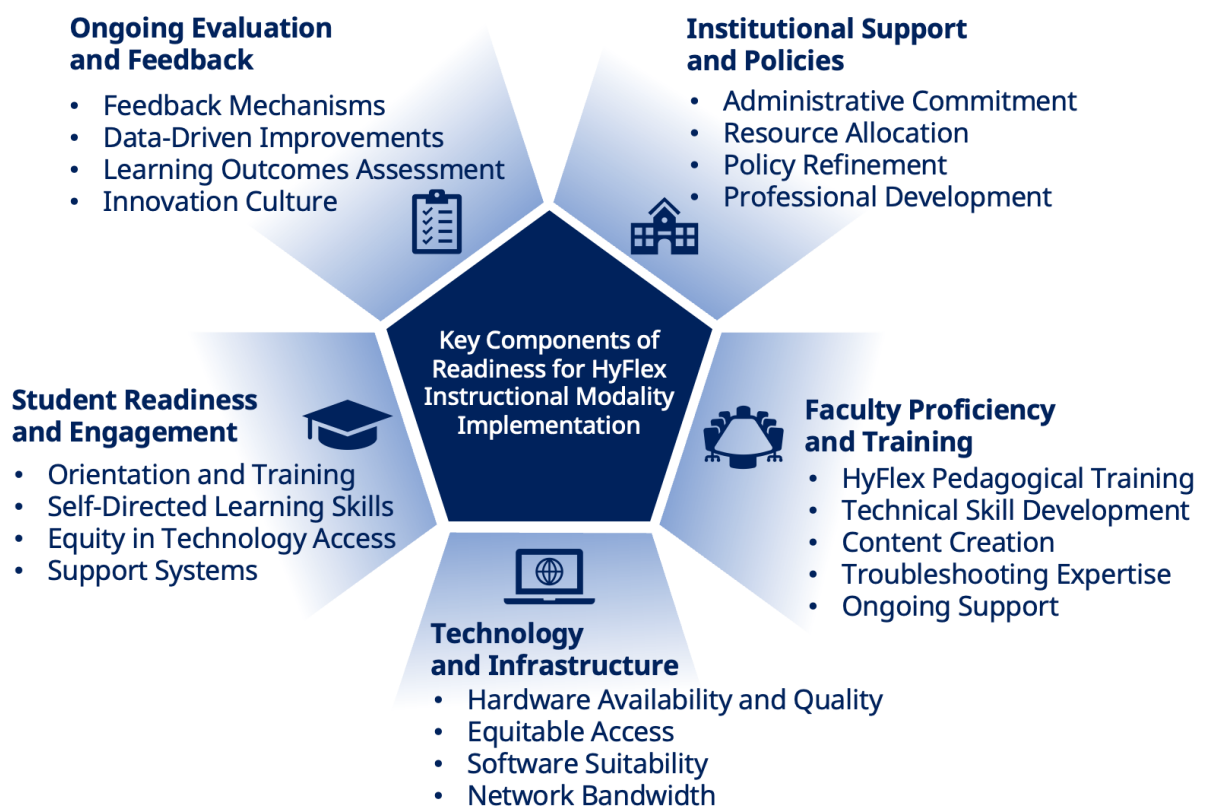 Ongoing Evaluation
and Feedback
• Feedback Mechanisms
• Data-Driven Improvements
• Learning Outcomes Assessment
• Innovation Culture
Institutional Support
and Policies
• Administrative Commitment
• Resource Allocation
• Policy Refinement
• Professional Development
Key Components of
Readiness for HyFlex
Instructional Modality
Implementation
Student Readiness
and Engagement
• Orientation and Training
• Self-Directed Learning Skills
• Equity in Technology Access
• Support Systems
Faculty Proficiency
and Training
• HyFlex Pedagogical Training
• Technical Skill Development
• Content Creation
• Troubleshooting Expertise
• Ongoing Support
Technology
and Infrastructure
• Hardware Availability and Quality
• Equitable Access
• Software Suitability
• Network Bandwidth